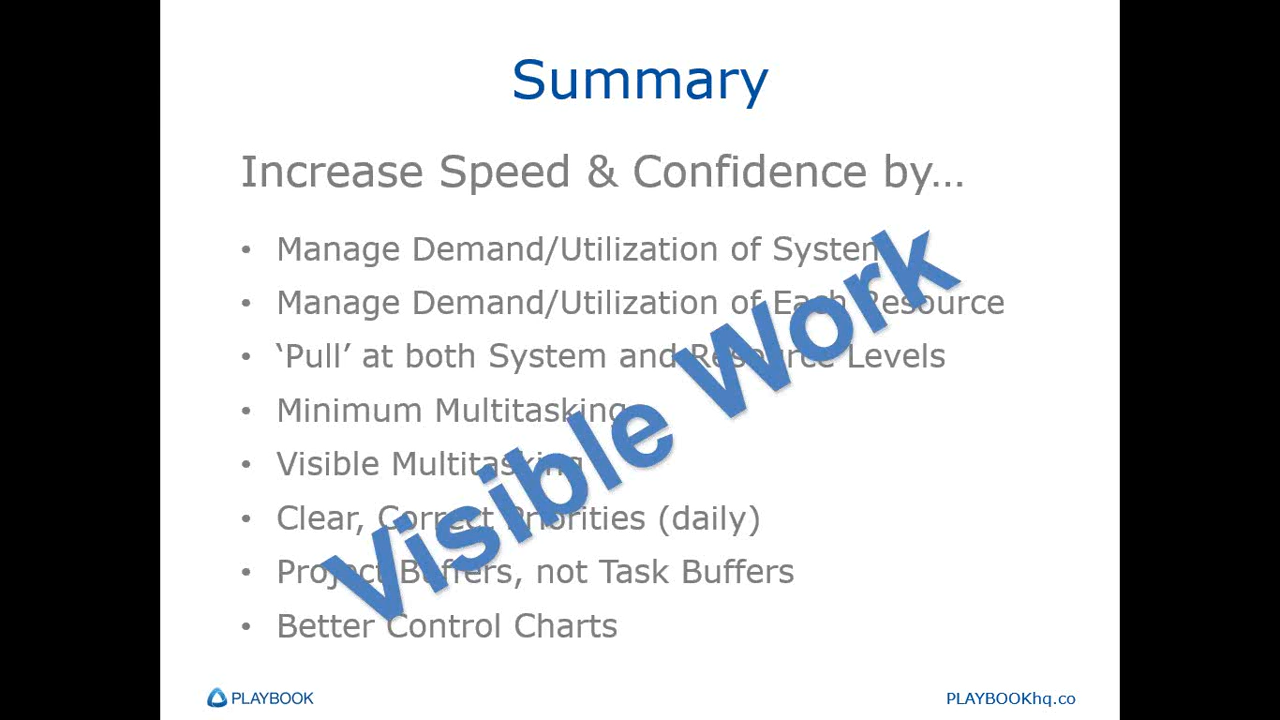 Summary
Increase Speed & Confidence by…
• Manage Demand/Utilization of System
• Manage Demand/Utilization of Each Resource
• ‘Pull’ at both System and Resource Levels
• Minimum Multitasking
• Visible Multitasking
• Clear, Correct Priorities (daily)
• Project Buffers, not Task Buffers
• Better Control Charts
Visible Work
PLAYBOOK
PLAYBOOKhq.co